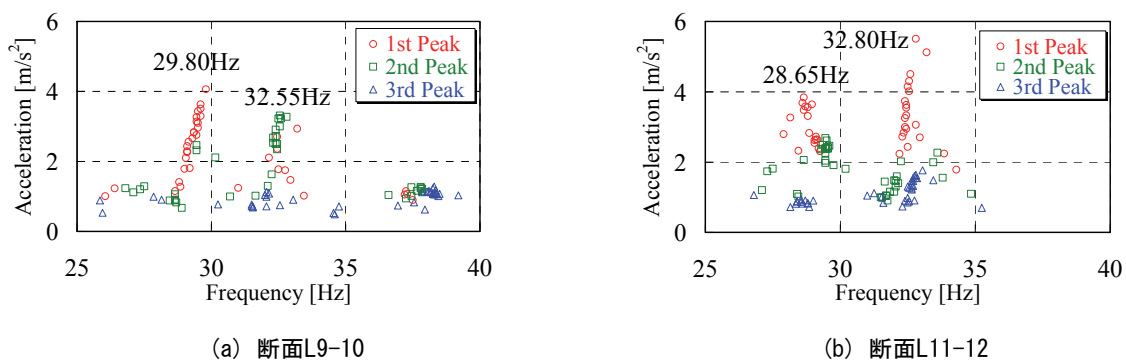 Acceleration [m/s²]
6
4
2
0
29.80Hz
32.55Hz
1st Peak
2nd Peak
3rd Peak
25
30
35
40
Frequency [Hz]
(a) 断面L9-10
Acceleration [m/s²]
6
4
2
0
28.65Hz
32.80Hz
1st Peak
2nd Peak
3rd Peak
25
30
35
40
Frequency [Hz]
(b) 断面L11-12